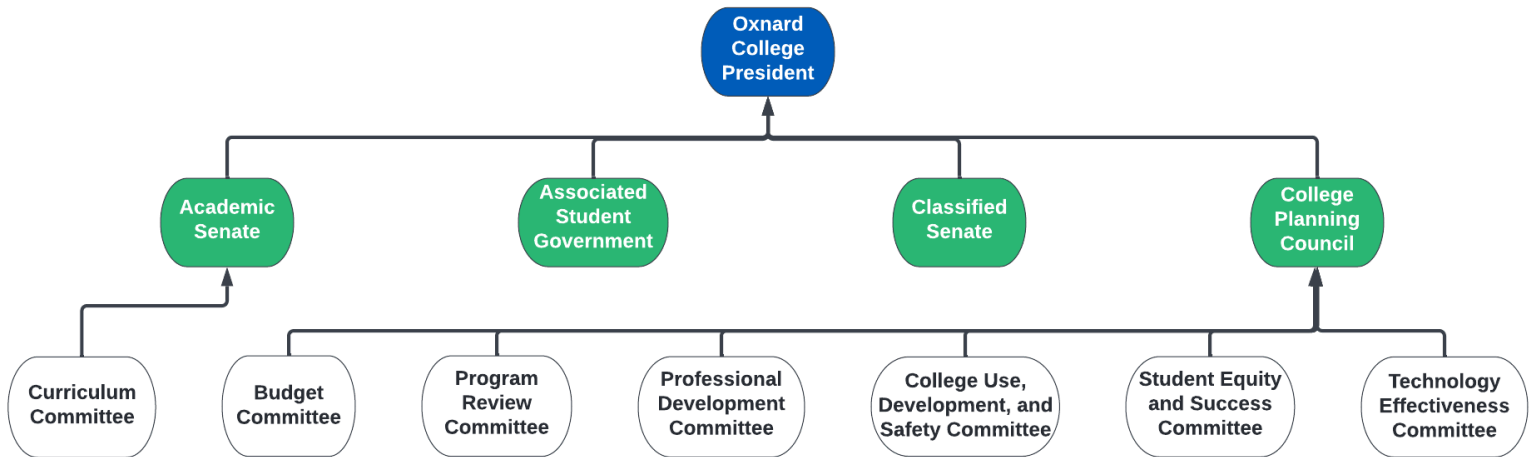 Oxnard
College
President
Academic
Senate
Associated
Student
Government
Classified
Senate
College
Planning
Council
Curriculum
Committee
Budget
Committee
Program
Review
Committee
Professional
Development
Committee
College Use,
Development, and
Safety Committee
Student Equity
and Success
Committee
Technology
Effectiveness
Committee